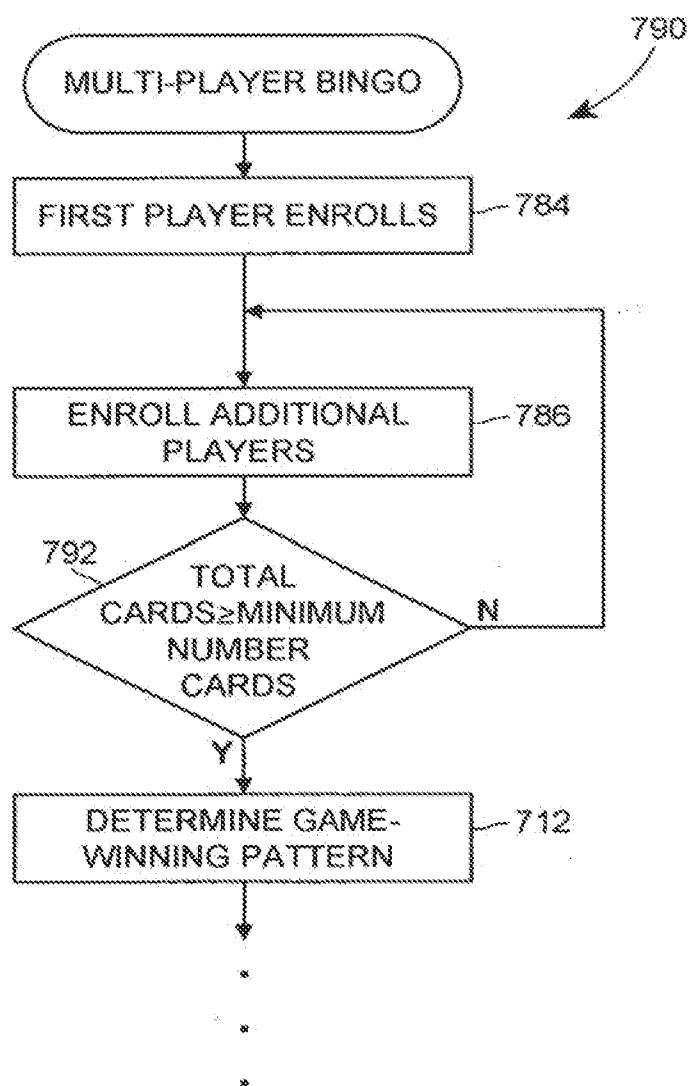 790
MULTI-PLAYER BINGO
FIRST PLAYER ENROLLS
784
ENROLL ADDITIONAL
PLAYERS
786
792
TOTAL
CARDS≥MINIMUM
NUMBER
CARDS
N
Y
DETERMINE GAME-
WINNING PATTERN
712